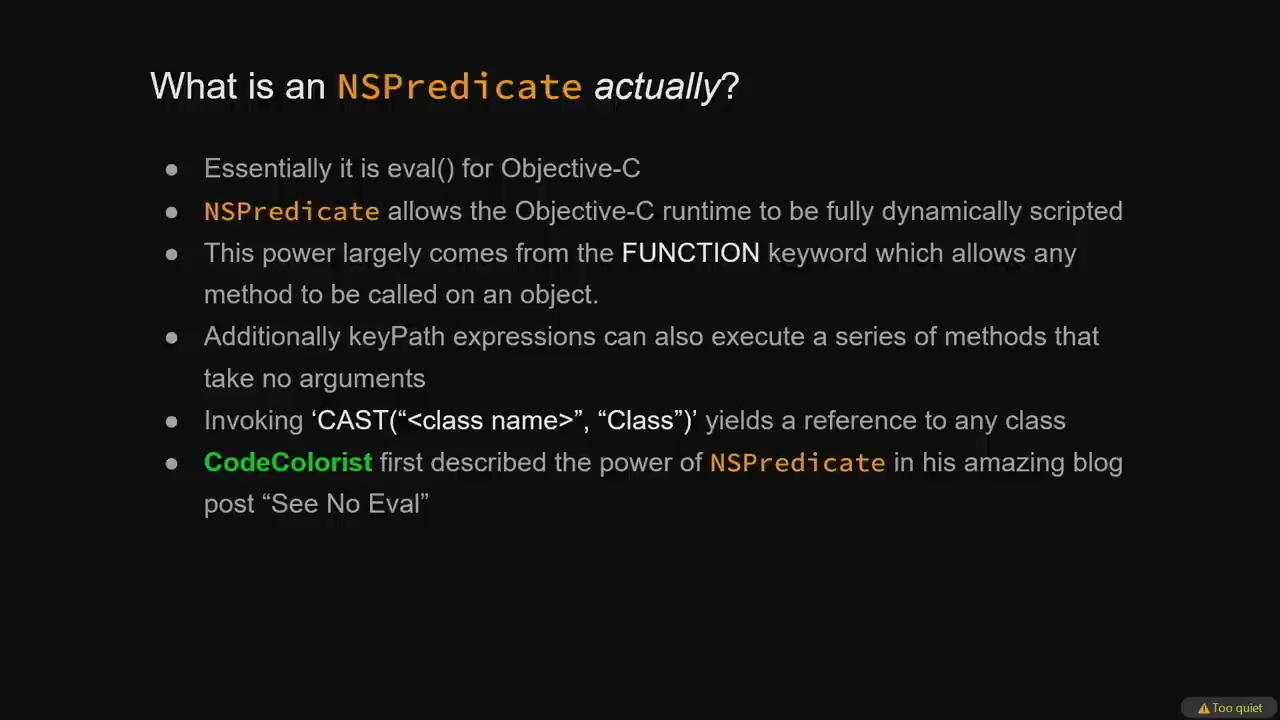 What is an NSPredicate actually?
● Essentially it is eval() for Objective-C
● NSPredicate allows the Objective-C runtime to be fully dynamically scripted
● This power largely comes from the FUNCTION keyword which allows any
method to be called on an object.
● Additionally keyPath expressions can also execute a series of methods that
take no arguments
● Invoking ‘CAST(“<class name>”, “Class”)’ yields a reference to any class
● CodeColorist first described the power of NSPredicate in his amazing blog
post “See No Eval”
⚠Too quiet